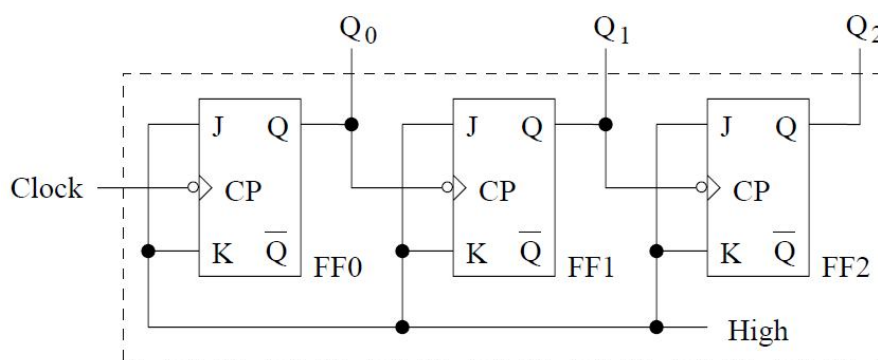 Q0 Q1 Q2
J Q J Q J Q
Clock CP CP CP
K Q̅ FF0 K Q̅ FF1 K Q̅ FF2
High